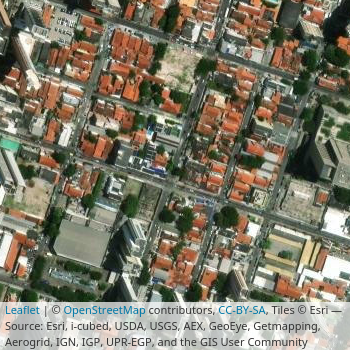 Leaflet | © OpenStreetMap contributors, CC-BY-SA, Tiles © Esri —
Source: Esri, i-cubed, USDA, USGS, AEX, GeoEye, Getmapping,
Aerogrid, IGN, IGP, UPR-EGP, and the GIS User Community